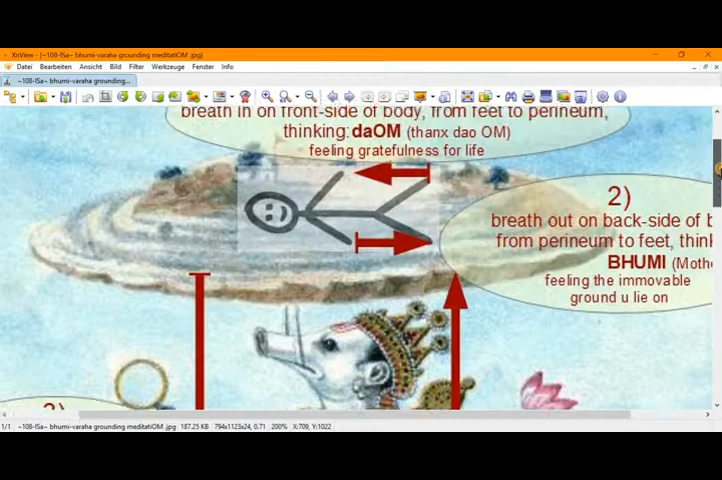 XnView - [~108-ISa~ bhumi-varaha grounding meditatiOM .jpg]
Datei Bearbeiten Ansicht Bild Filter Werkzeuge Fenster Info
~108-ISa~ bhumi-varaha grounding...
breath in on front-side of body, from feet to perineum,
thinking:daOM (thanx dao OM)
feeling gratefulness for life
2)
breath out on back-side of b
from perineum to feet, think
BHUMI (Mothe
feeling the immovable
ground u lie on
3)
1/1 ~108-ISa~ bhumi-varaha grounding meditatiOM .jpg 187.25 KB 794x1123x24, 0.71 200% X:709, Y:1022